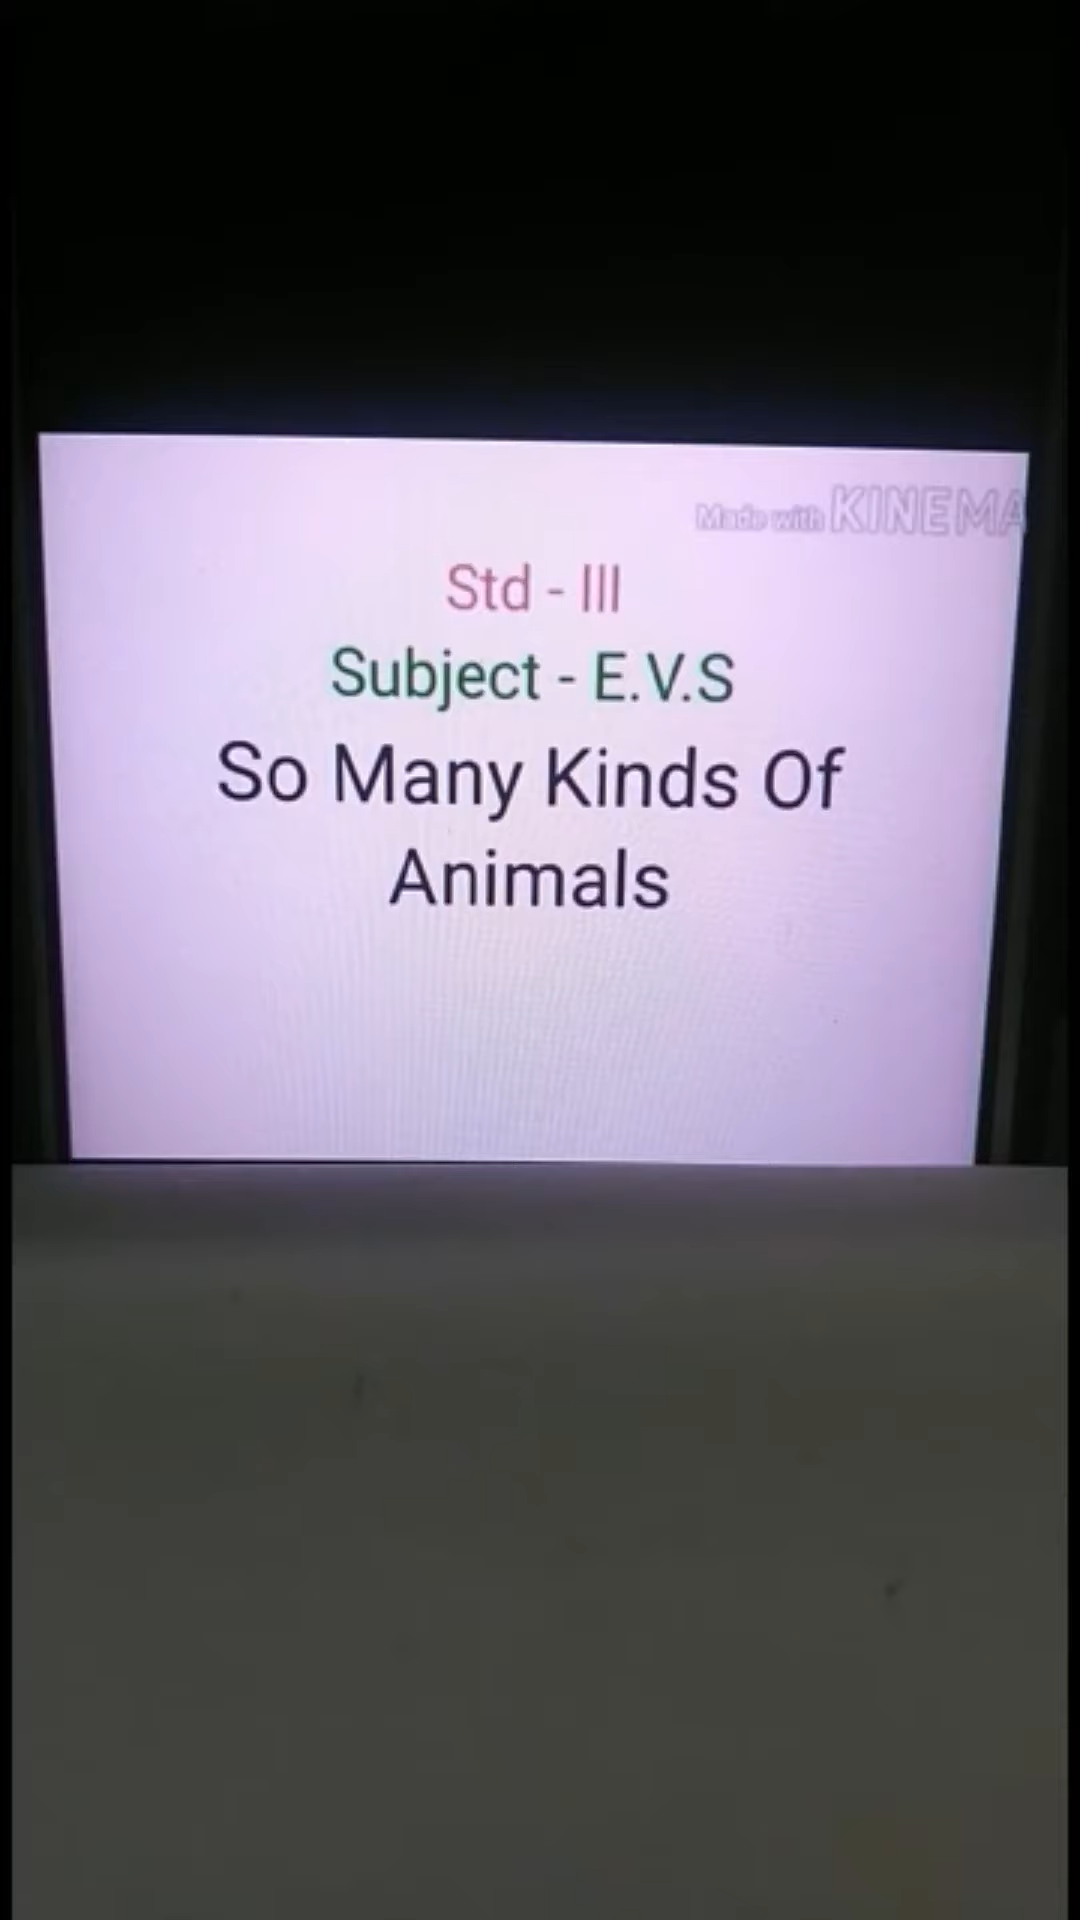 Made with KINEMA
Std - III
Subject - E.V.S
So Many Kinds Of
Animals